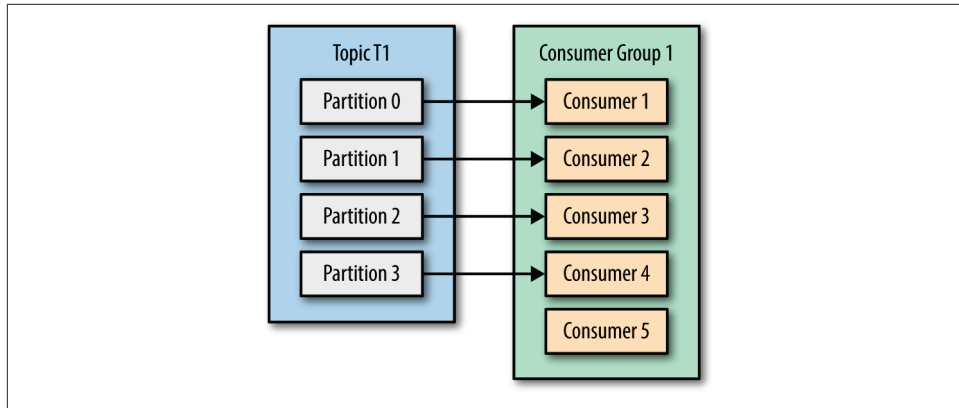 Topic T1
Partition 0
Partition 1
Partition 2
Partition 3
Consumer Group 1
Consumer 1
Consumer 2
Consumer 3
Consumer 4
Consumer 5